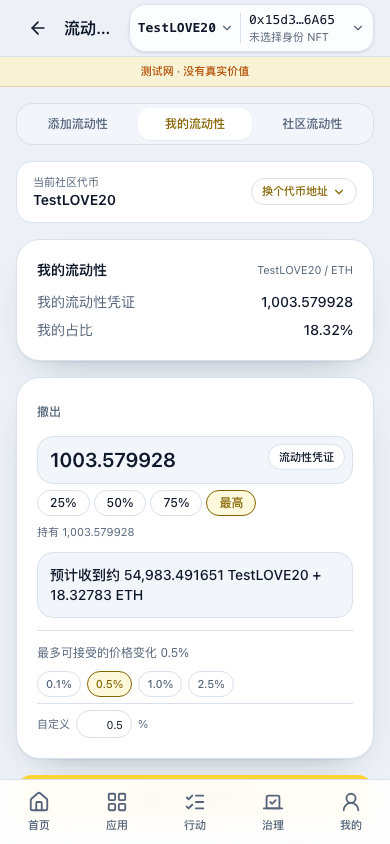 流动...
TestLOVE20
0x15d3…6A65
未选择身份 NFT
测试网 · 没有真实价值
添加流动性
我的流动性
社区流动性
当前社区代币
TestLOVE20
换个代币地址
我的流动性
TestLOVE20 / ETH
我的流动性凭证
1,003.579928
我的占比
18.32%
撤出
1003.579928
流动性凭证
25%
50%
75%
最高
持有 1,003.579928
预计收到约 54,983.491651 TestLOVE20 +
18.32783 ETH
最多可接受的价格变化 0.5%
0.1%
0.5%
1.0%
2.5%
自定义
0.5
%
首页
应用
行动
治理
我的